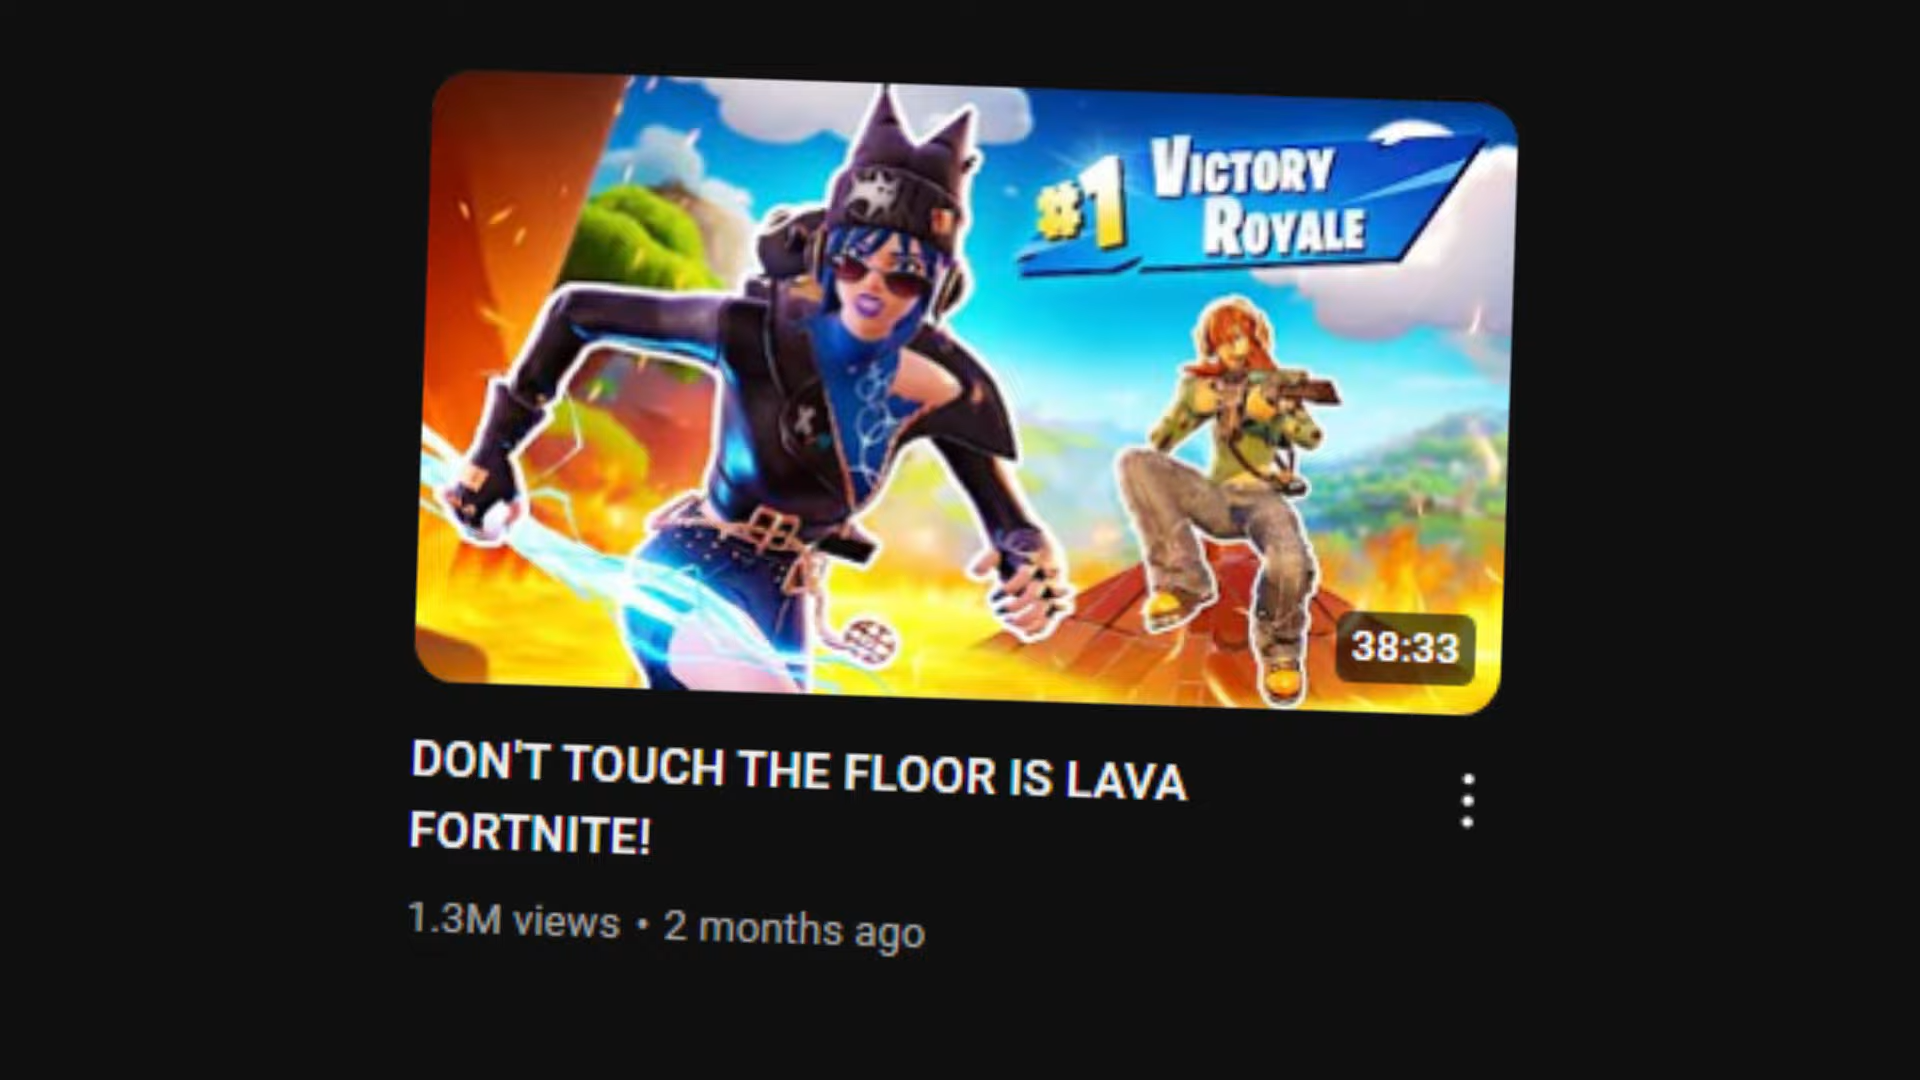 #1 VICTORY
ROYALE
38:33
DON'T TOUCH THE FLOOR IS LAVA
FORTNITE!
1.3M views • 2 months ago